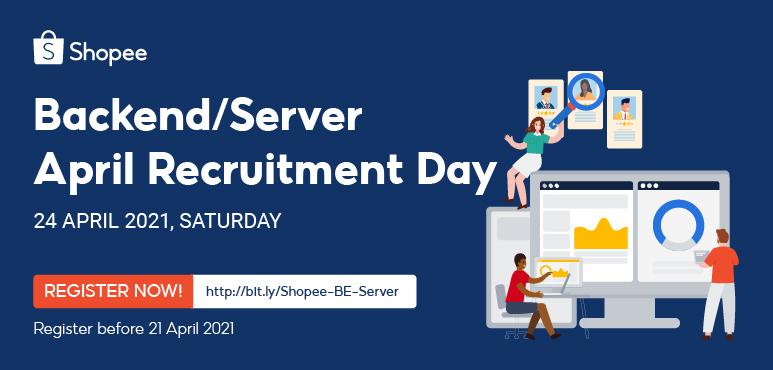 Shopee
Backend/Server
April Recruitment Day
24 APRIL 2021, SATURDAY
REGISTER NOW! http://bit.ly/Shopee-BE-Server
Register before 21 April 2021